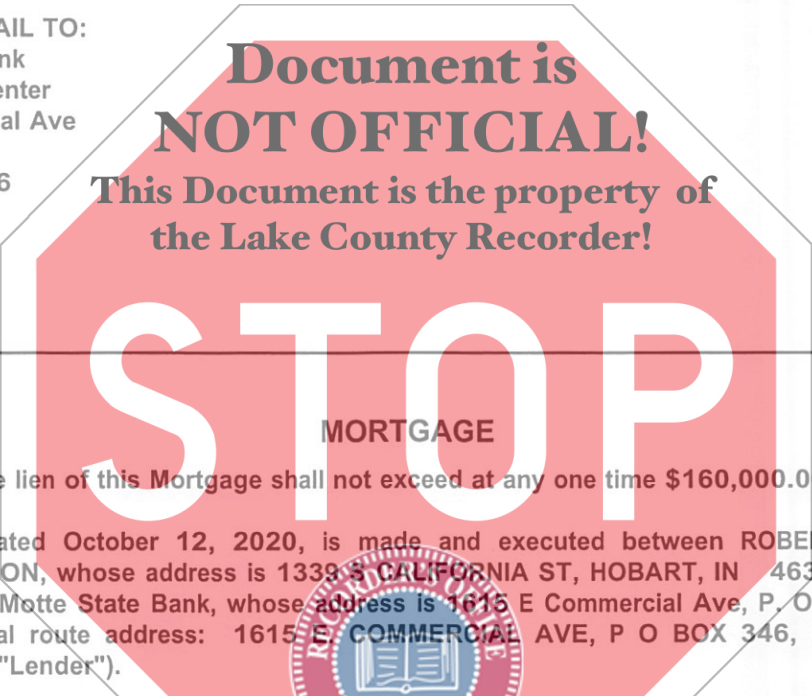 AIL TO:
nk
enter
al Ave
6
Document is
NOT OFFICIAL!
This Document is the property of
the Lake County Recorder!
STOP
MORTGAGE
e lien of this Mortgage shall not exceed at any one time $160,000.0
ated October 12, 2020, is made and executed between ROBE
ON, whose address is 1339 S CALIFORNIA ST, HOBART, IN 463
Motte State Bank, whose address is 1615 E Commercial Ave, P. O
al route address: 1615 E. COMMERCIAL AVE, P O BOX 346,
"Lender").
RECORDER'S OFFICE